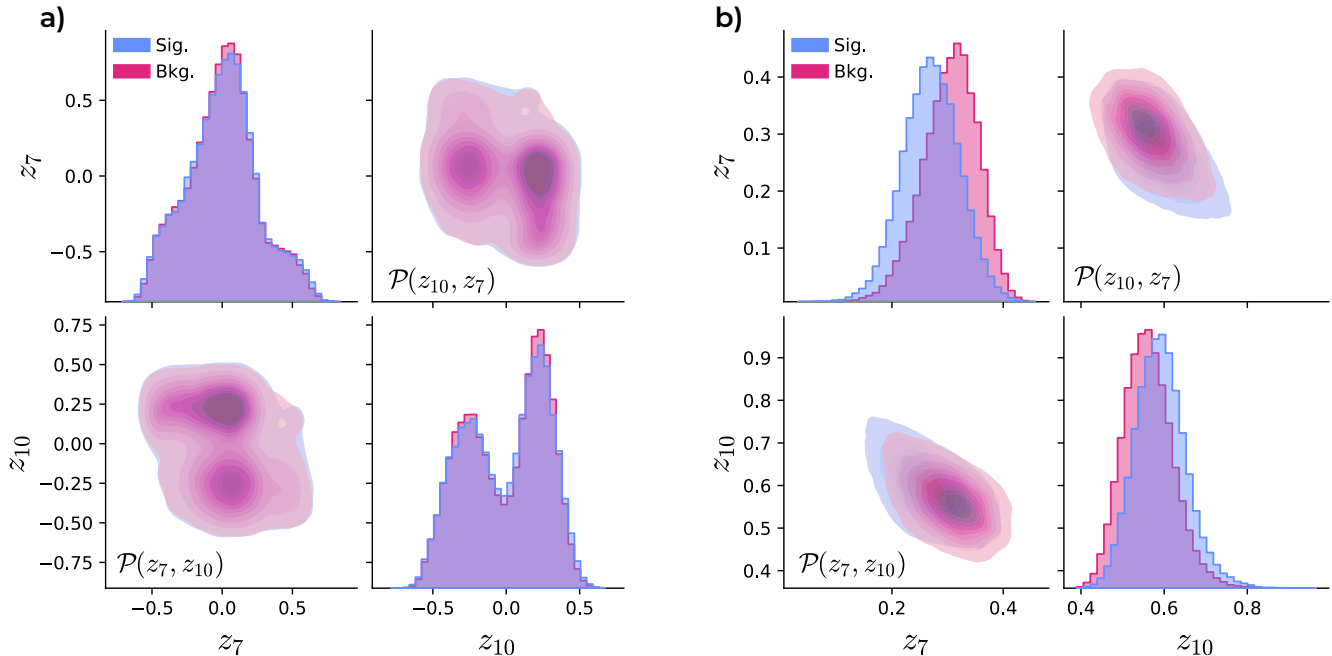 a)
Sig.
Bkg.
z7
0.5
0.0
−0.5
P(z10, z7)
z10
0.75
0.50
0.25
0.00
−0.25
−0.50
−0.75
P(z7, z10)
−0.5 0.0 0.5
z7
−0.5 0.0 0.5
z10
b)
Sig.
Bkg.
z7
0.4
0.3
0.2
0.1
P(z10, z7)
z10
0.9
0.8
0.7
0.6
0.5
0.4
P(z7, z10)
0.2 0.4
z7
0.4 0.6 0.8
z10